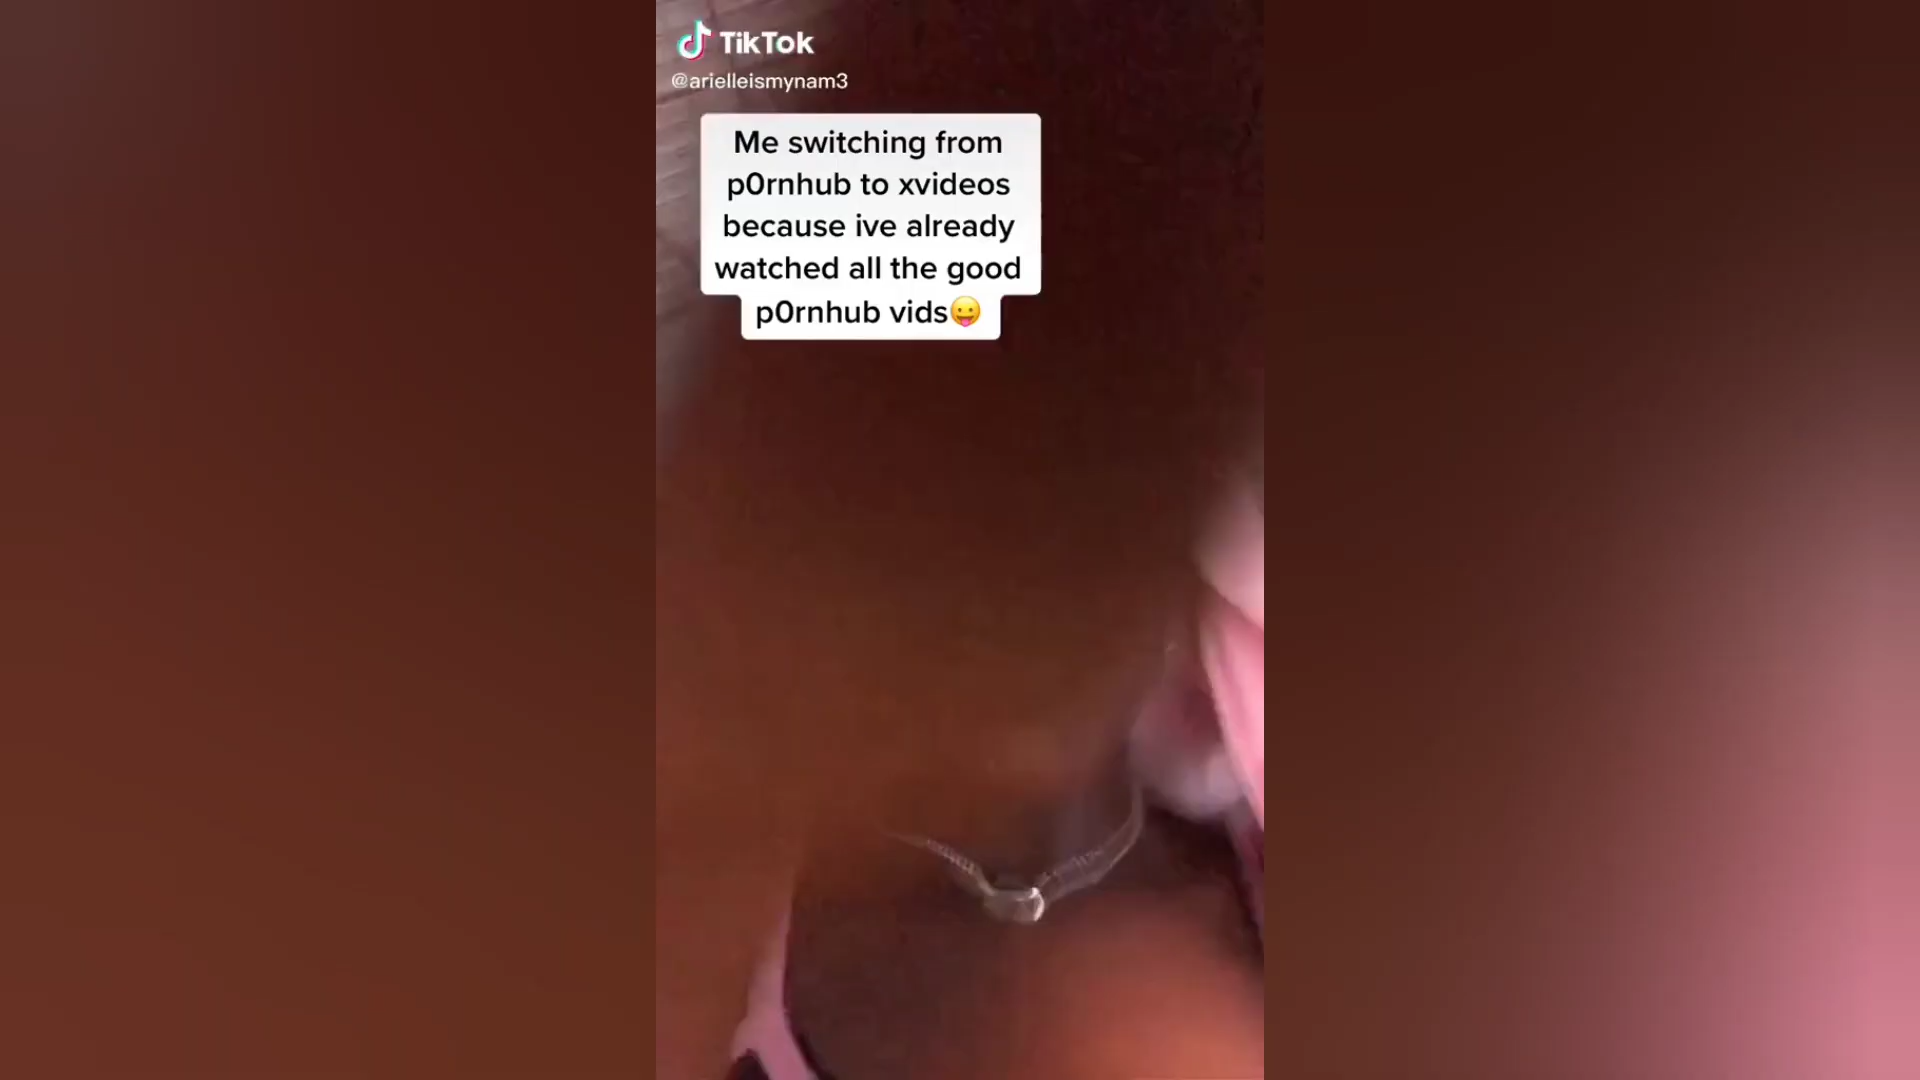 TikTok
@arielleismynam3
Me switching from
p0rnhub to xvideos
because ive already
watched all the good
p0rnhub vids😛